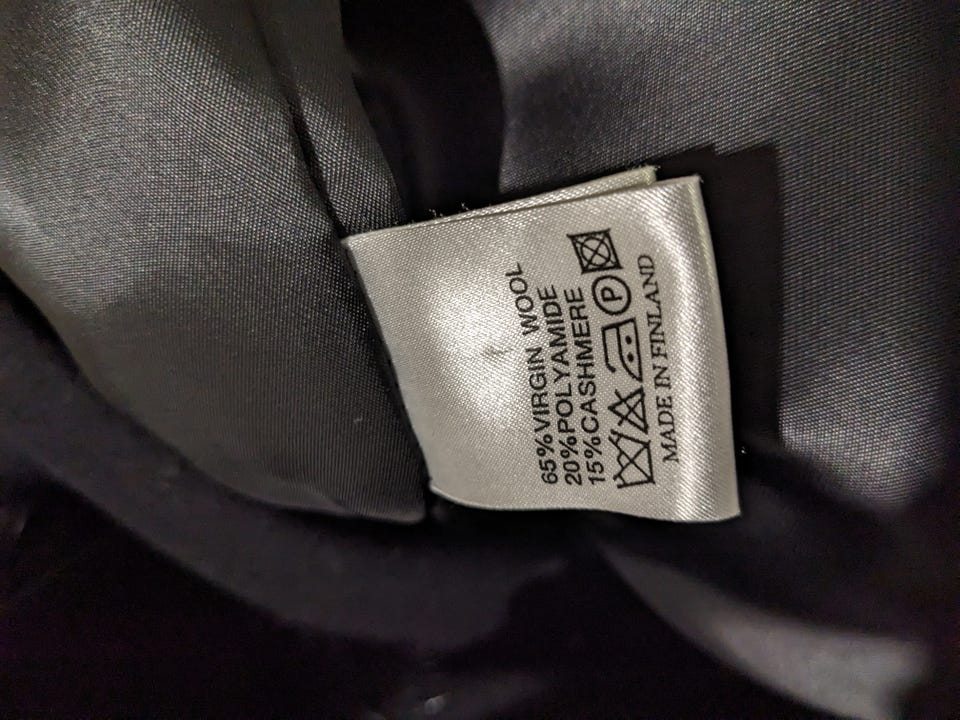 65%VIRGIN WOOL
20%POLYAMIDE
15%CASHMERE
P
MADE IN FINLAND